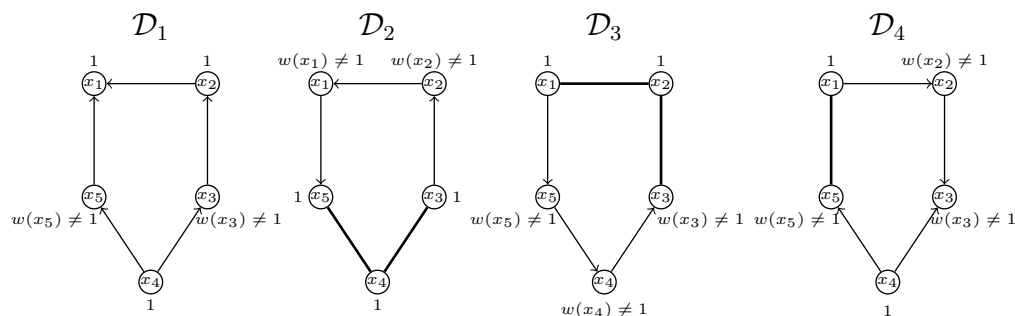 𝒟₁ 𝒟₂ 𝒟₃ 𝒟₄
1 1 w(x₁) ≠ 1 w(x₂) ≠ 1 1 1 1 w(x₂) ≠ 1
x₁ x₂ x₁ x₂ x₁ x₂ x₁ x₂
x₅ x₃ 1 x₅ x₃ 1 x₅ x₃ x₅ x₃
w(x₅) ≠ 1 w(x₃) ≠ 1 w(x₅) ≠ 1 w(x₃) ≠ 1 w(x₅) ≠ 1 w(x₃) ≠ 1
x₄ x₄ x₄ x₄
1 1 w(x₄) ≠ 1 1